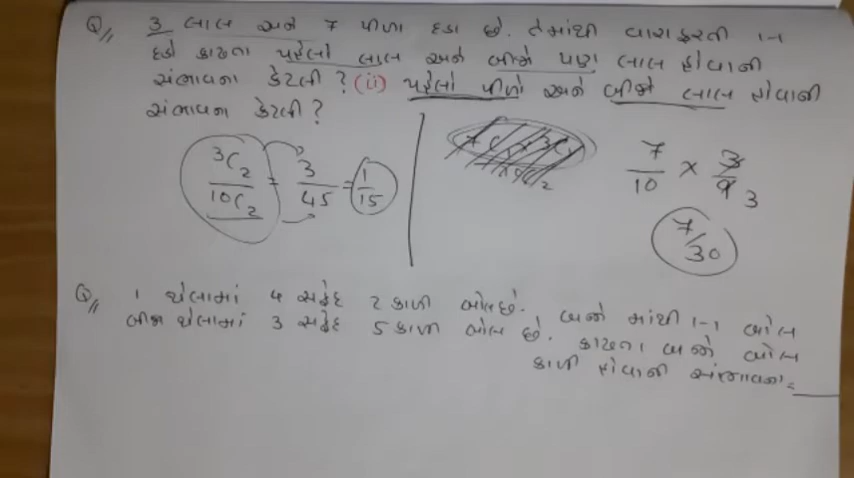 Q// 3 લાલ અને 7 પીળા દડા છે. તેમાંથી વારાફરતી 1-1
દડો કાઢતા પહેલો લાલ અને બીજો પણ લાલ હોવાની
સંભાવના કેટલી? (ii) પહેલો પીળો અને બીજો લાલ હોવાની
સંભાવના કેટલી?
3C2 / 10C2 = 3/45 = 1/15
7/10 × 3/9 3
7/30
Q// 1 થેલામાં 4 સફેદ 2 કાળા બોલ છે. બન્ને માંથી 1-1 બોલ
બીજા થેલામાં 3 સફેદ 5 કાળા બોલ છે. કાઢતા બન્ને બોલ
કાળા હોવાની સંભાવના =